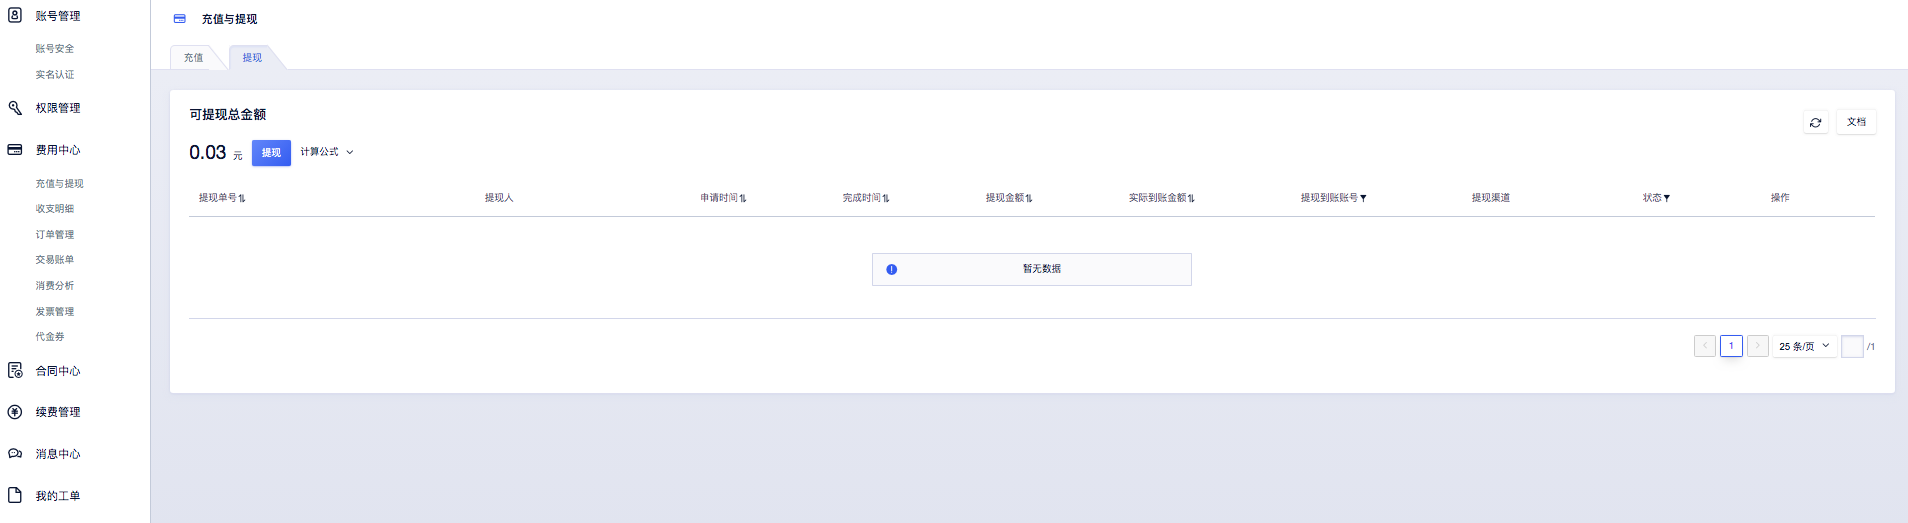 账号管理
账号安全
实名认证
权限管理
费用中心
充值与提现
收支明细
订单管理
交易账单
消费分析
发票管理
代金券
合同中心
续费管理
消息中心
我的工单
充值与提现
充值
提现
可提现总金额
文档
0.03 元 提现 计算公式
提现单号 提现人 申请时间 完成时间 提现金额 实际到账金额 提现到账账号 提现渠道 状态 操作
暂无数据
1 25 条/页 /1